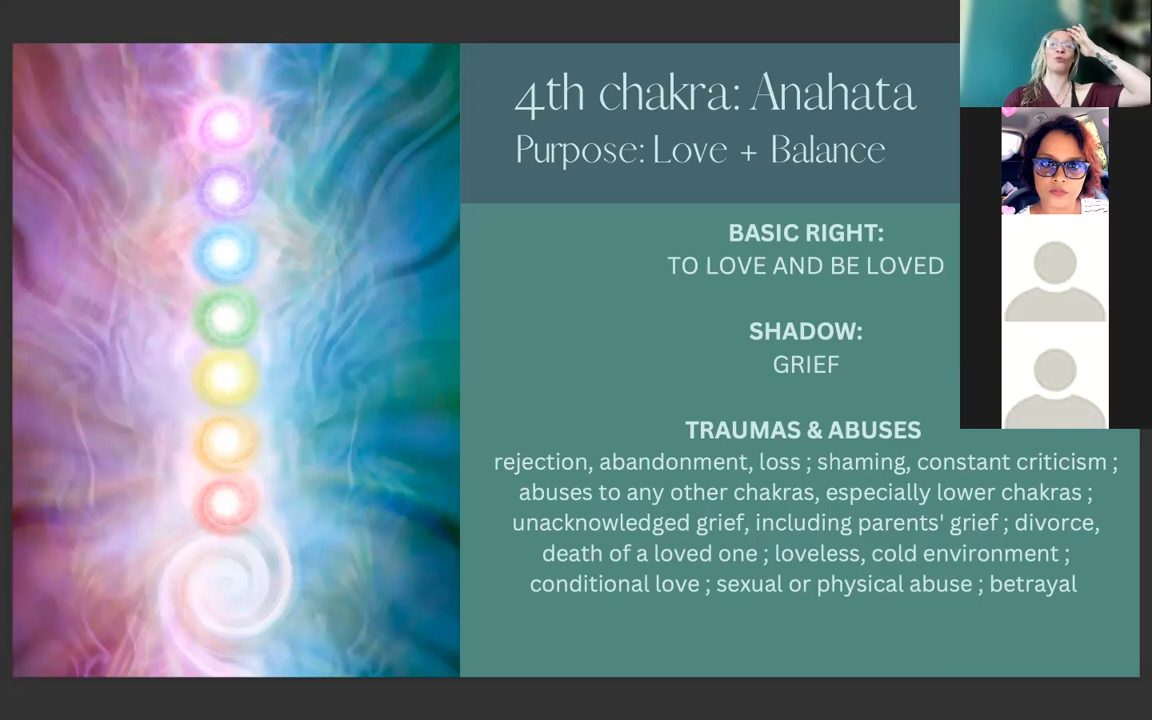 4th chakra: Anahata
Purpose: Love + Balance
BASIC RIGHT:
TO LOVE AND BE LOVED
SHADOW:
GRIEF
TRAUMAS & ABUSES
rejection, abandonment, loss ; shaming, constant criticism ;
abuses to any other chakras, especially lower chakras ;
unacknowledged grief, including parents' grief ; divorce,
death of a loved one ; loveless, cold environment ;
conditional love ; sexual or physical abuse ; betrayal